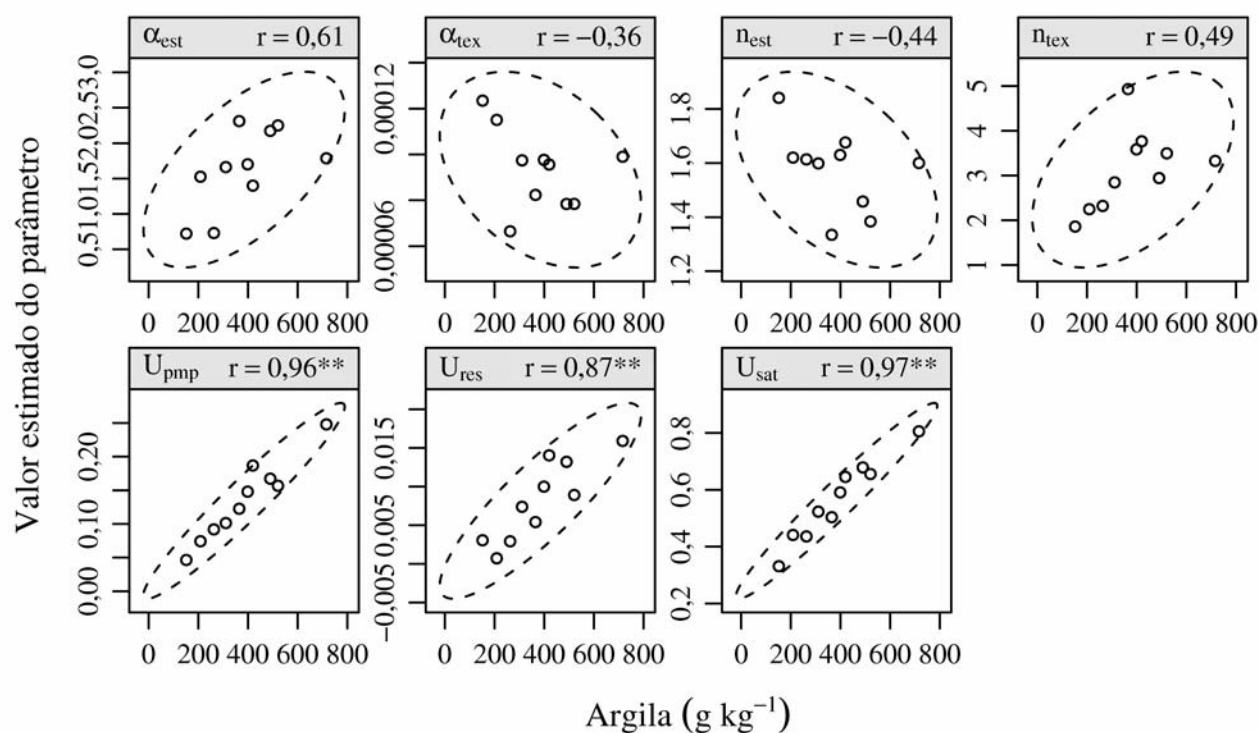 α_est r = 0,61
0,5 1,0 1,5 2,0 2,5 3,0
0 200 400 600 800
α_tex r = −0,36
0,00006 0,00012
0 200 400 600 800
n_est r = −0,44
1,2 1,4 1,6 1,8
0 200 400 600 800
n_tex r = 0,49
1 2 3 4 5
0 200 400 600 800
U_pmp r = 0,96**
0,00 0,10 0,20
0 200 400 600 800
U_res r = 0,87**
−0,005 0,005 0,015
0 200 400 600 800
U_sat r = 0,97**
0,2 0,4 0,6 0,8
0 200 400 600 800
Valor estimado do parâmetro
Argila (g kg⁻¹)